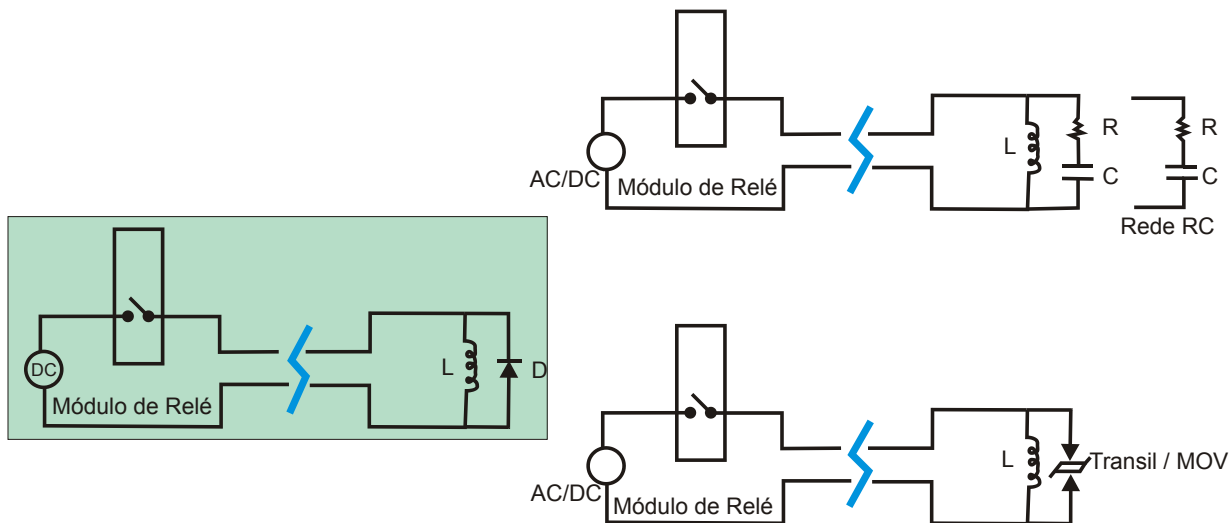 R
R
L
C
C
AC/DC
Módulo de Relé
Rede RC
DC
L
D
Módulo de Relé
L
Transil / MOV
AC/DC
Módulo de Relé